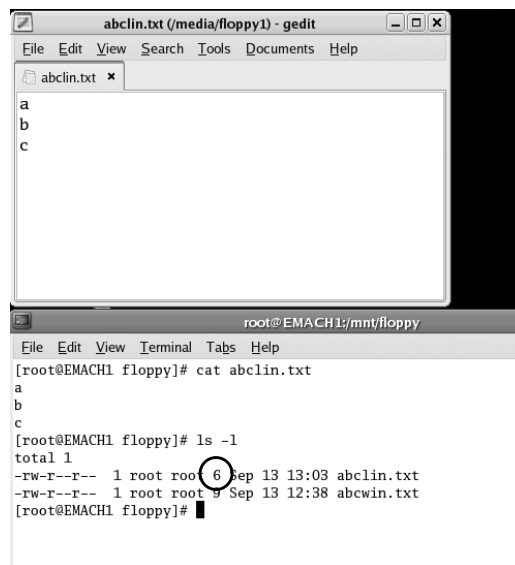 abclin.txt (/media/floppy1) - gedit
File Edit View Search Tools Documents Help
abclin.txt
a
b
c
root@EMACH1:/mnt/floppy
File Edit View Terminal Tabs Help
[root@EMACH1 floppy]# cat abclin.txt
a
b
c
[root@EMACH1 floppy]# ls -l
total 1
-rw-r--r-- 1 root root 6 Sep 13 13:03 abclin.txt
-rw-r--r-- 1 root root 9 Sep 13 12:38 abcwin.txt
[root@EMACH1 floppy]#